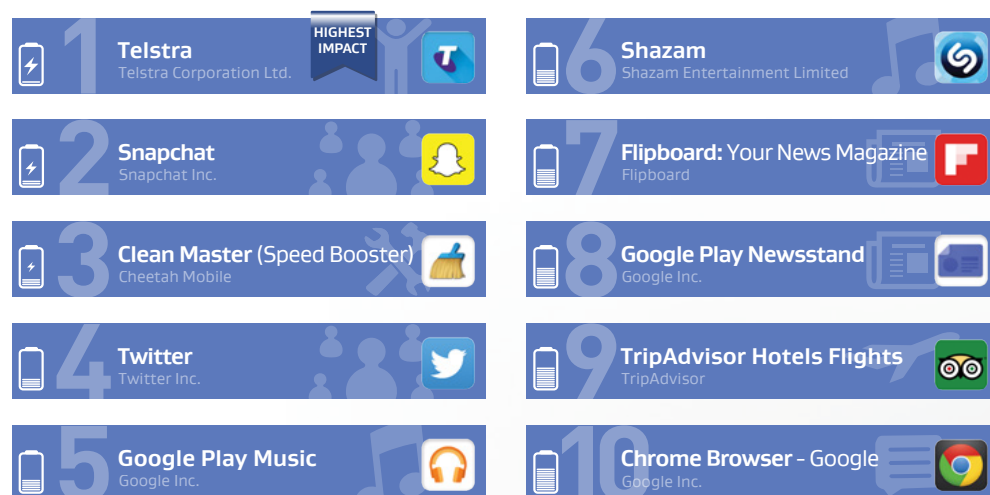 1
Telstra
Telstra Corporation Ltd.
HIGHEST
IMPACT
2
Snapchat
Snapchat Inc.
3
Clean Master (Speed Booster)
Cheetah Mobile
4
Twitter
Twitter Inc.
5
Google Play Music
Google Inc.
6
Shazam
Shazam Entertainment Limited
7
Flipboard: Your News Magazine
Flipboard
8
Google Play Newsstand
Google Inc.
9
TripAdvisor Hotels Flights
TripAdvisor
10
Chrome Browser - Google
Google Inc.